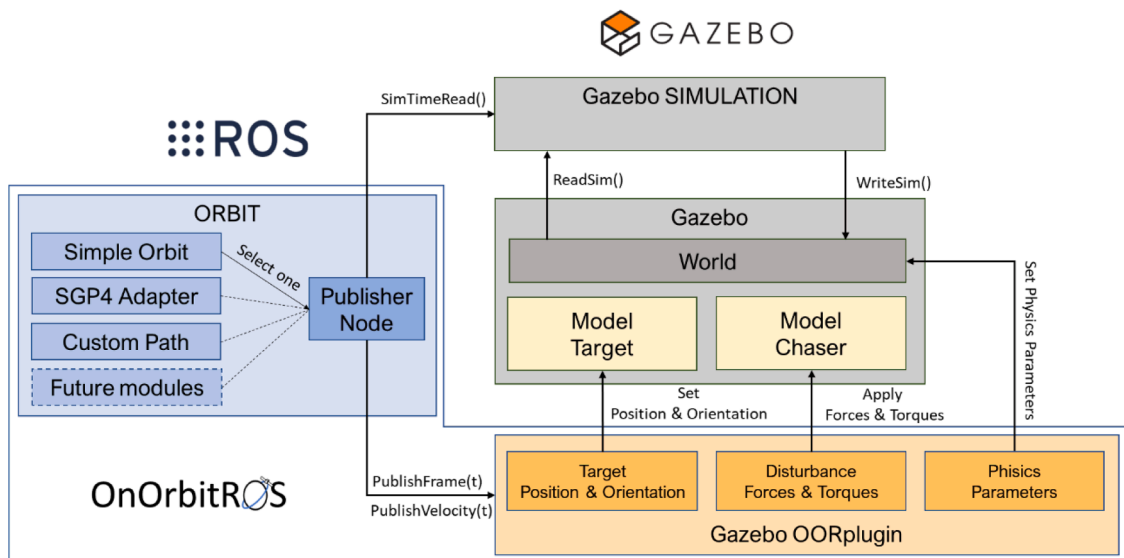 GAZEBO
SimTimeRead()
Gazebo SIMULATION
ROS
ReadSim()
WriteSim()
ORBIT
Simple Orbit
SGP4 Adapter
Custom Path
Future modules
Select one
Publisher
Node
Gazebo
World
Model
Target
Model
Chaser
Set Physics Parameters
Set
Position & Orientation
Apply
Forces & Torques
OnOrbitROS
PublishFrame(t)
PublishVelocity(t)
Target
Position & Orientation
Disturbance
Forces & Torques
Phisics
Parameters
Gazebo OORplugin